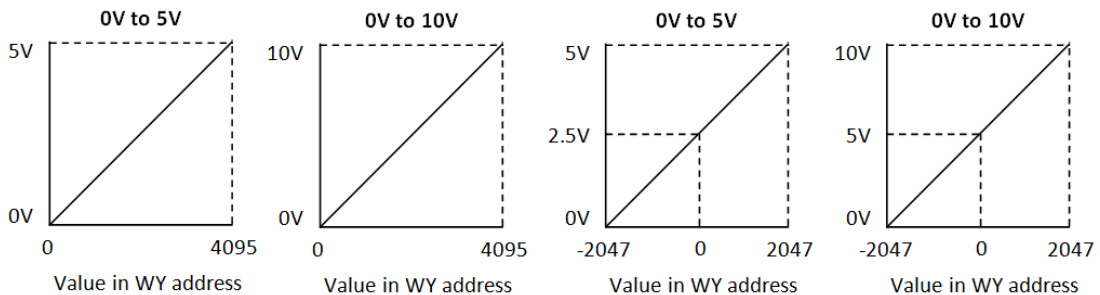 0V to 5V
5V
0V
0
4095
Value in WY address
0V to 10V
10V
0V
0
4095
Value in WY address
0V to 5V
5V
2.5V
0V
-2047
0
2047
Value in WY address
0V to 10V
10V
5V
0V
-2047
0
2047
Value in WY address